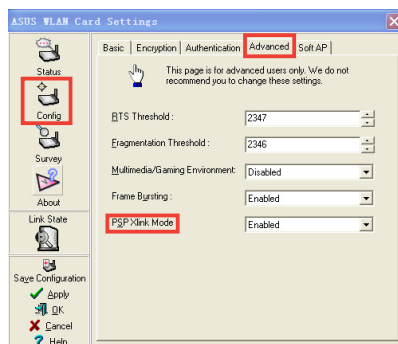 ASUS WLAN Card Settings
Status
Config
Survey
About
Link State
Save Configuration
Apply
OK
Cancel
Help
Basic Encryption Authentication Advanced Soft AP
This page is for advanced users only. We do not
recommend you to change these settings.
RTS Threshold : 2347
Fragmentation Threshold : 2346
Multimedia/Gaming Environment: Disabled
Frame Bursting : Enabled
PSP Xlink Mode Enabled